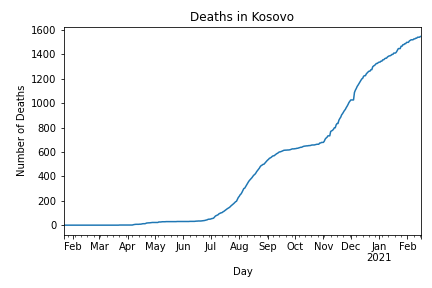 Deaths in Kosovo
1600
1400
1200
1000
800
600
400
200
0
Number of Deaths
Feb Mar Apr May Jun Jul Aug Sep Oct Nov Dec Jan Feb
2021
Day